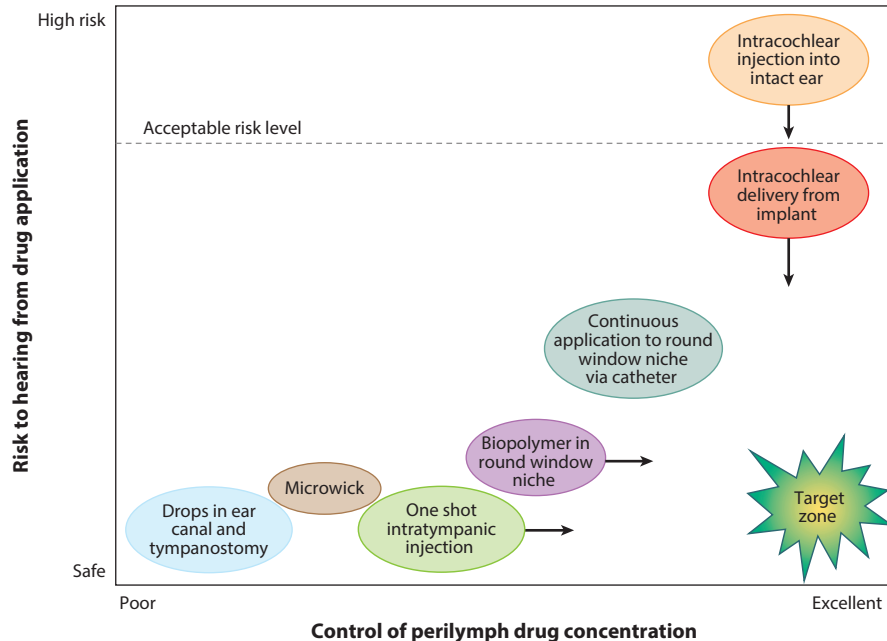 High risk
Intracochlear
injection into
intact ear
Acceptable risk level
Intracochlear
delivery from
implant
Risk to hearing from drug application
Continuous
application to round
window niche
via catheter
Biopolymer in
round window
niche
Microwick
Drops in ear
canal and
tympanostomy
One shot
intratympanic
injection
Target
zone
Safe
Poor
Excellent
Control of perilymph drug concentration